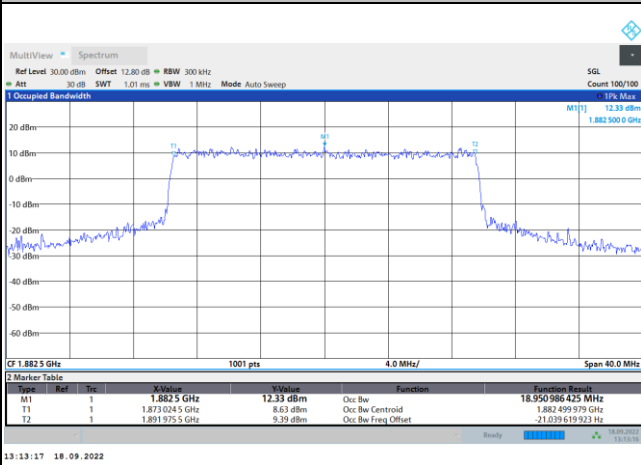 MultiView Spectrum
Ref Level 30.00 dBm Offset 12.80 dB RBW 300 kHz SGL
Att 30 dB SWT 1.01 ms VBW 1 MHz Mode Auto Sweep Count 100/100
1 Occupied Bandwidth 1Pk Max
M1[1] 12.33 dBm
1.882 500 0 GHz
20 dBm
M1
T1
T2
10 dBm
0 dBm
-10 dBm
-20 dBm
-30 dBm
-40 dBm
-50 dBm
-60 dBm
CF 1.882 5 GHz 1001 pts 4.0 MHz/ Span 40.0 MHz
2 Marker Table
Type Ref Trc X-Value Y-Value Function Function Result
M1 1 1.882 5 GHz 12.33 dBm Occ Bw 18.950 986 425 MHz
T1 1 1.873 024 5 GHz 8.63 dBm Occ Bw Centroid 1.882 499 979 GHz
T2 1 1.891 975 5 GHz 9.39 dBm Occ Bw Freq Offset -21.039 619 923 Hz
Ready 18.09.2022
13:13:16
13:13:17 18.09.2022